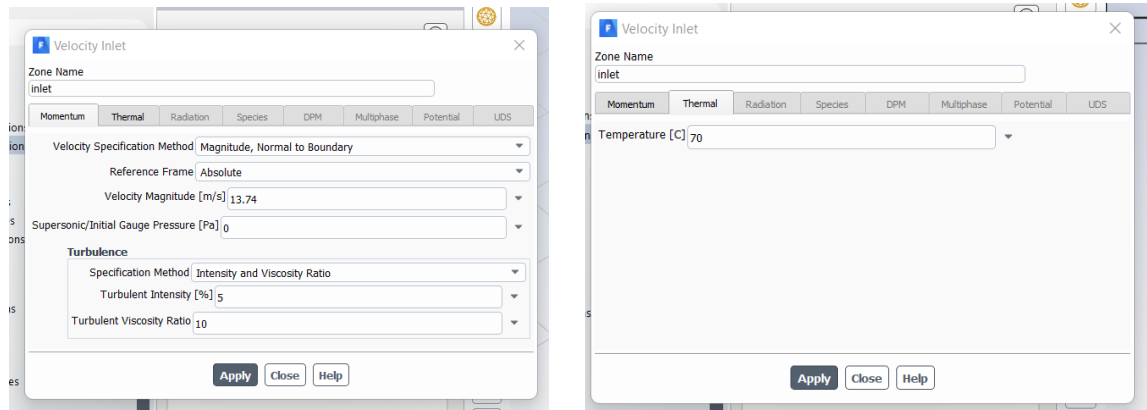 Velocity Inlet
Zone Name
inlet
Momentum Thermal Radiation Species DPM Multiphase Potential UDS
Velocity Specification Method Magnitude, Normal to Boundary
Reference Frame Absolute
Velocity Magnitude [m/s] 13.74
Supersonic/Initial Gauge Pressure [Pa] 0
Turbulence
Specification Method Intensity and Viscosity Ratio
Turbulent Intensity [%] 5
Turbulent Viscosity Ratio 10
Apply Close Help
Velocity Inlet
Zone Name
inlet
Momentum Thermal Radiation Species DPM Multiphase Potential UDS
Temperature [C] 70
Apply Close Help